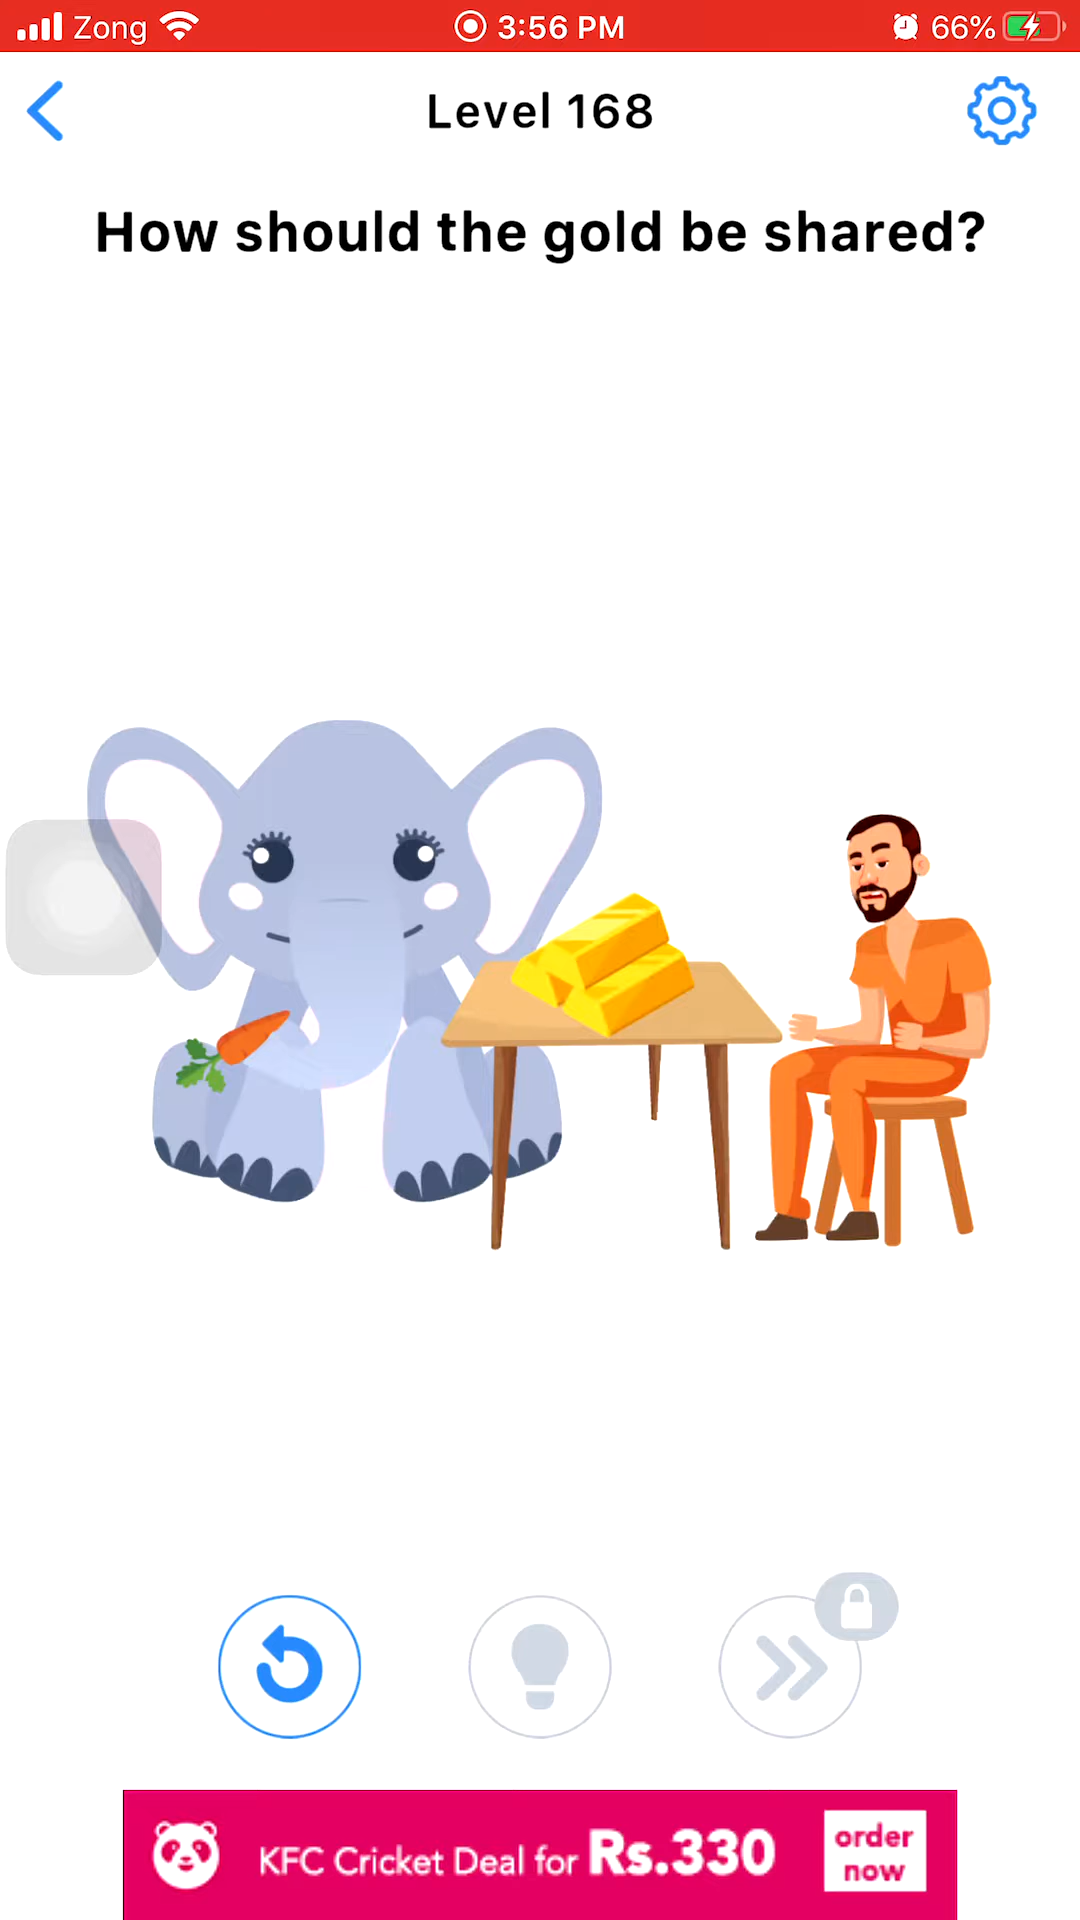 Zong 3:56 PM 66%
Level 168
How should the gold be shared?
KFC Cricket Deal for Rs.330
order
now